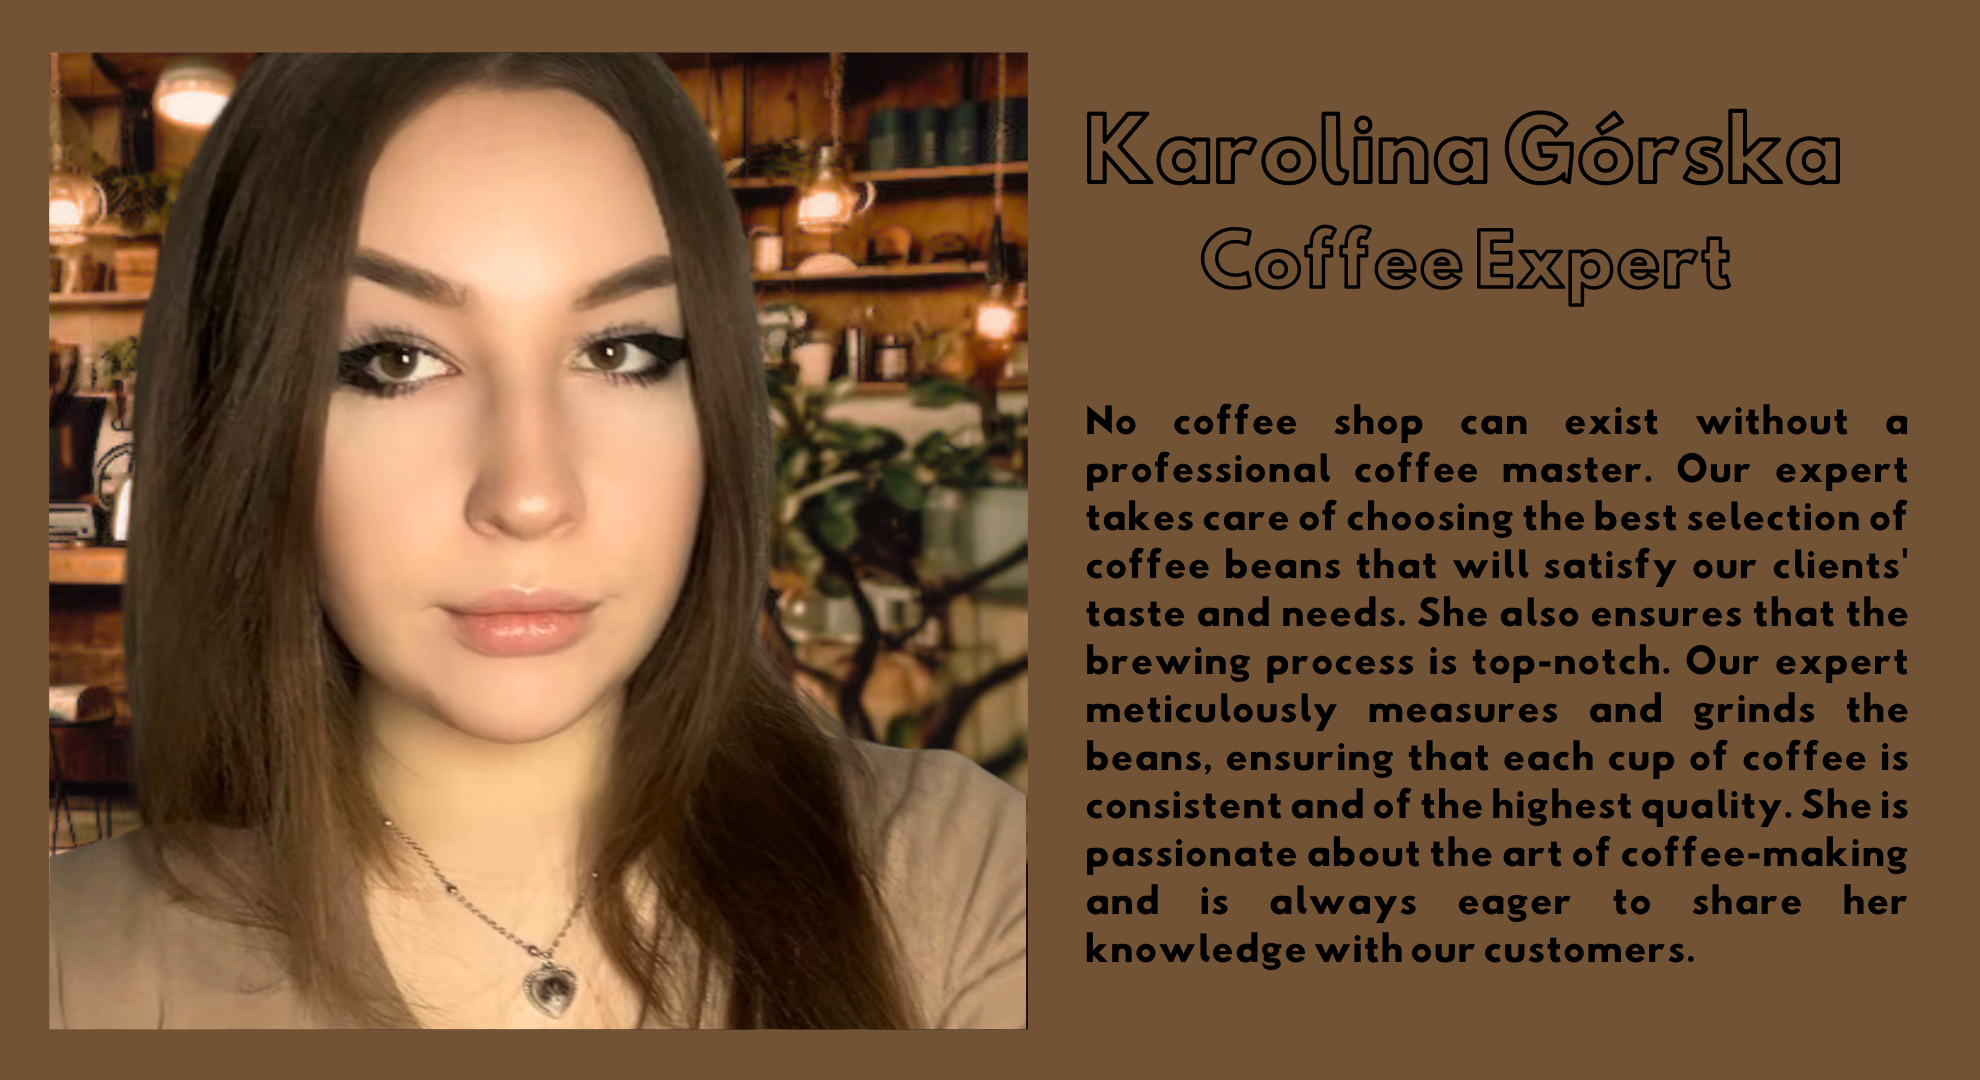 Karolina Górska
Coffee Expert
No coffee shop can exist without a
professional coffee master. Our expert
takes care of choosing the best selection of
coffee beans that will satisfy our clients'
taste and needs. She also ensures that the
brewing process is top-notch. Our expert
meticulously measures and grinds the
beans, ensuring that each cup of coffee is
consistent and of the highest quality. She is
passionate about the art of coffee-making
and is always eager to share her
knowledge with our customers.